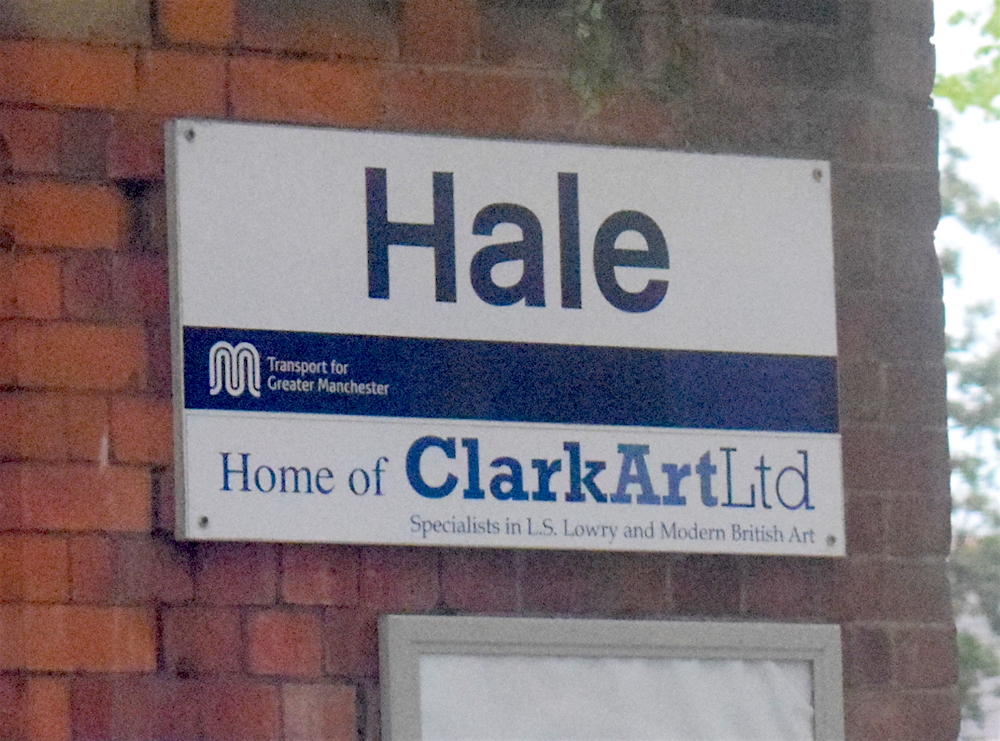 Hale
Transport for
Greater Manchester
Home of ClarkArtLtd
Specialists in L.S. Lowry and Modern British Art